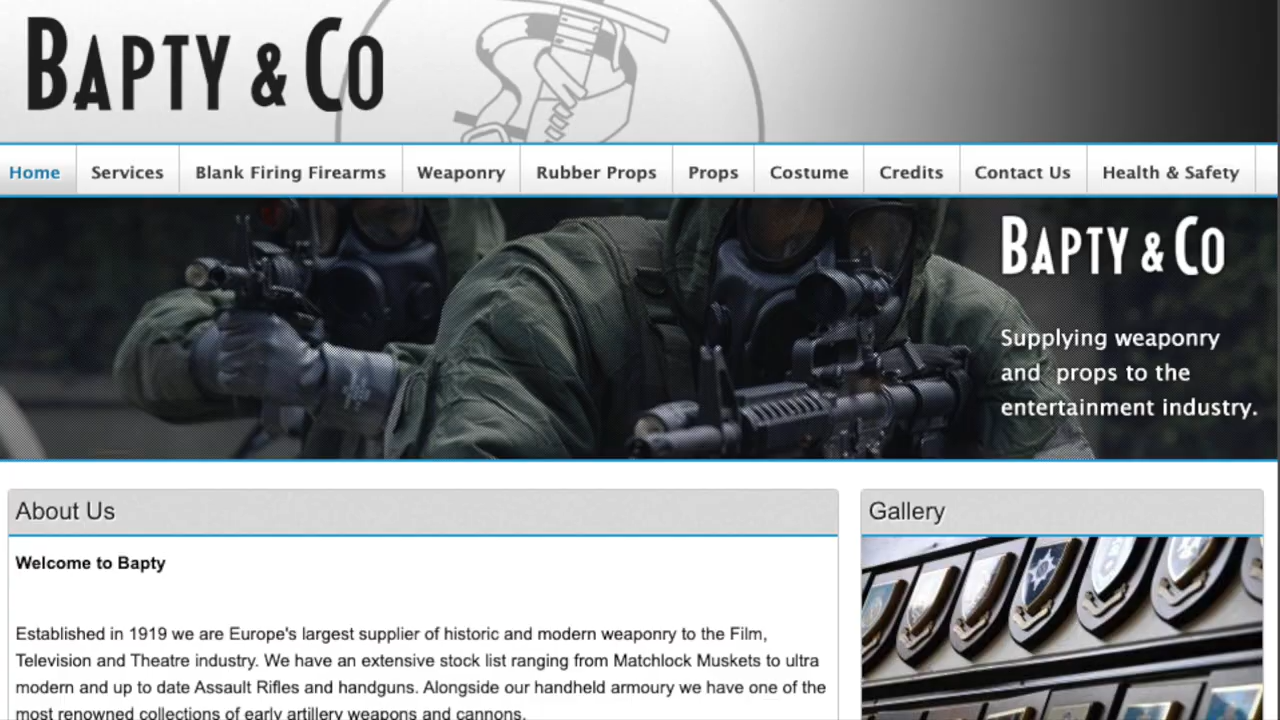 BAPTY & CO
Home Services Blank Firing Firearms Weaponry Rubber Props Props Costume Credits Contact Us Health & Safety
BAPTY & CO
Supplying weaponry
and props to the
entertainment industry.
About Us
Gallery
Welcome to Bapty
Established in 1919 we are Europe's largest supplier of historic and modern weaponry to the Film,
Television and Theatre industry. We have an extensive stock list ranging from Matchlock Muskets to ultra
modern and up to date Assault Rifles and handguns. Alongside our handheld armoury we have one of the
most renowned collections of early artillery weapons and cannons.